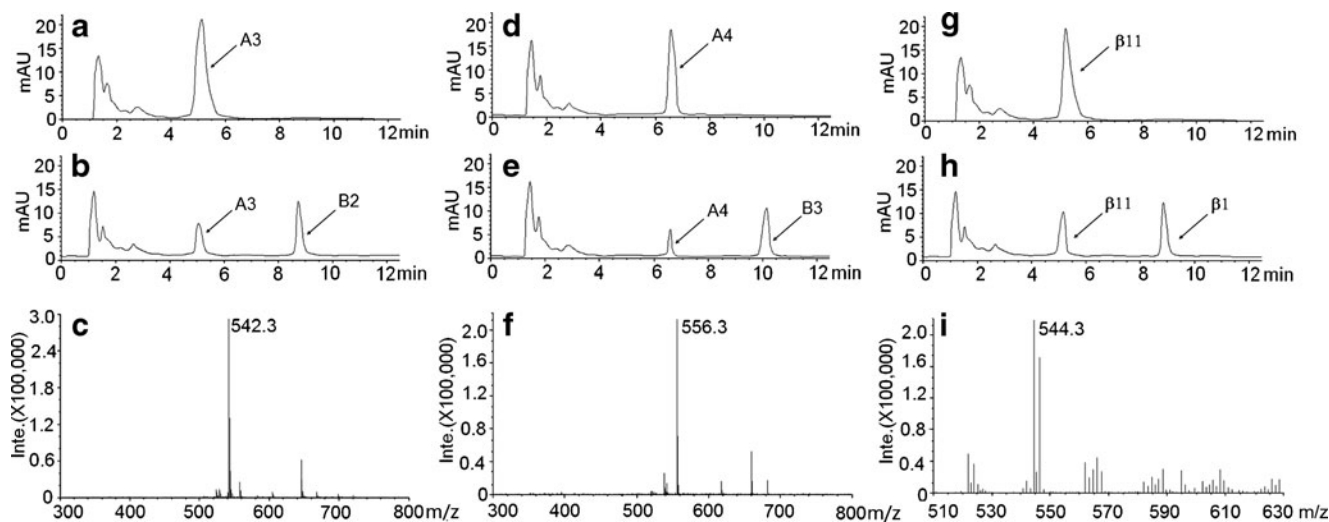 a
mAU
20
15
10
5
0
A3
0 2 4 6 8 10 12min
b
mAU
20
15
10
5
0
A3
B2
0 2 4 6 8 10 12min
c
Inte.(X100,000)
3.0
2.4
1.8
1.2
0.6
0
542.3
300 400 500 600 700 800 m/z
d
mAU
20
15
10
5
0
A4
0 2 4 6 8 10 12min
e
mAU
20
15
10
5
0
A4
B3
0 2 4 6 8 10 12min
f
Inte.(X100,000)
2.0
1.6
1.2
0.8
0.4
0.0
556.3
300 400 500 600 700 800 m/z
g
mAU
20
15
10
5
0
β11
0 2 4 6 8 10 12min
h
mAU
20
15
10
5
0
β11
β1
0 2 4 6 8 10 12min
i
Inte.(X100,000)
2.0
1.6
1.2
0.8
0.4
0.0
544.3
510 530 550 570 590 610 630 m/z